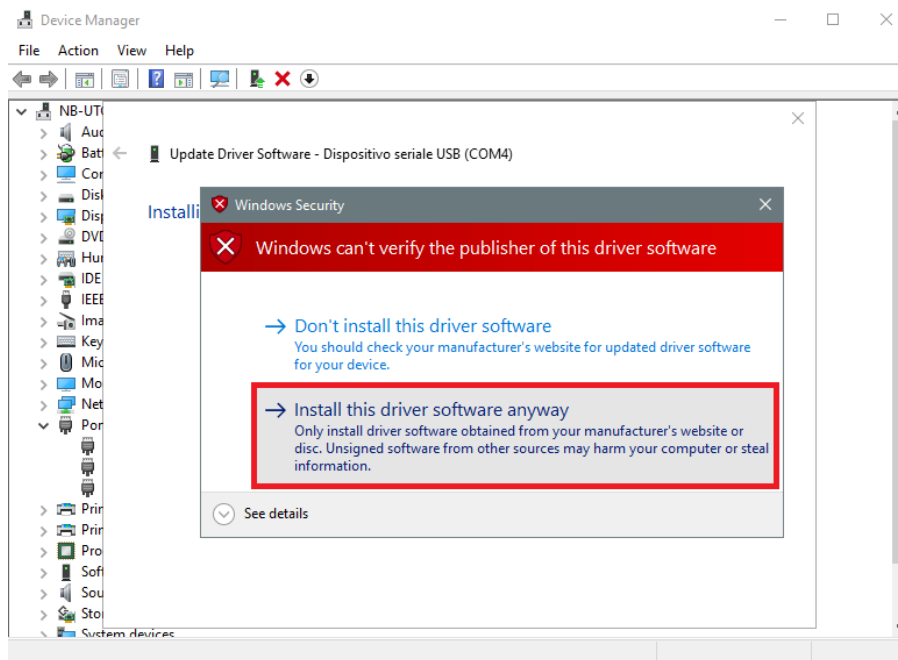 Device Manager
File Action View Help
NB-UT
Aud
Batt
Update Driver Software - Dispositivo seriale USB (COM4)
Con
Disk
Installi
Windows Security
Disp
DVD
Windows can't verify the publisher of this driver software
Hum
IDE
IEEE
Don't install this driver software
Ima
You should check your manufacturer's website for updated driver software
Key
for your device.
Mic
Mo
Net
Install this driver software anyway
Por
Only install driver software obtained from your manufacturer's website or
disc. Unsigned software from other sources may harm your computer or steal
information.
Prin
See details
Prin
Pro
Soft
Sou
Stor
System devices